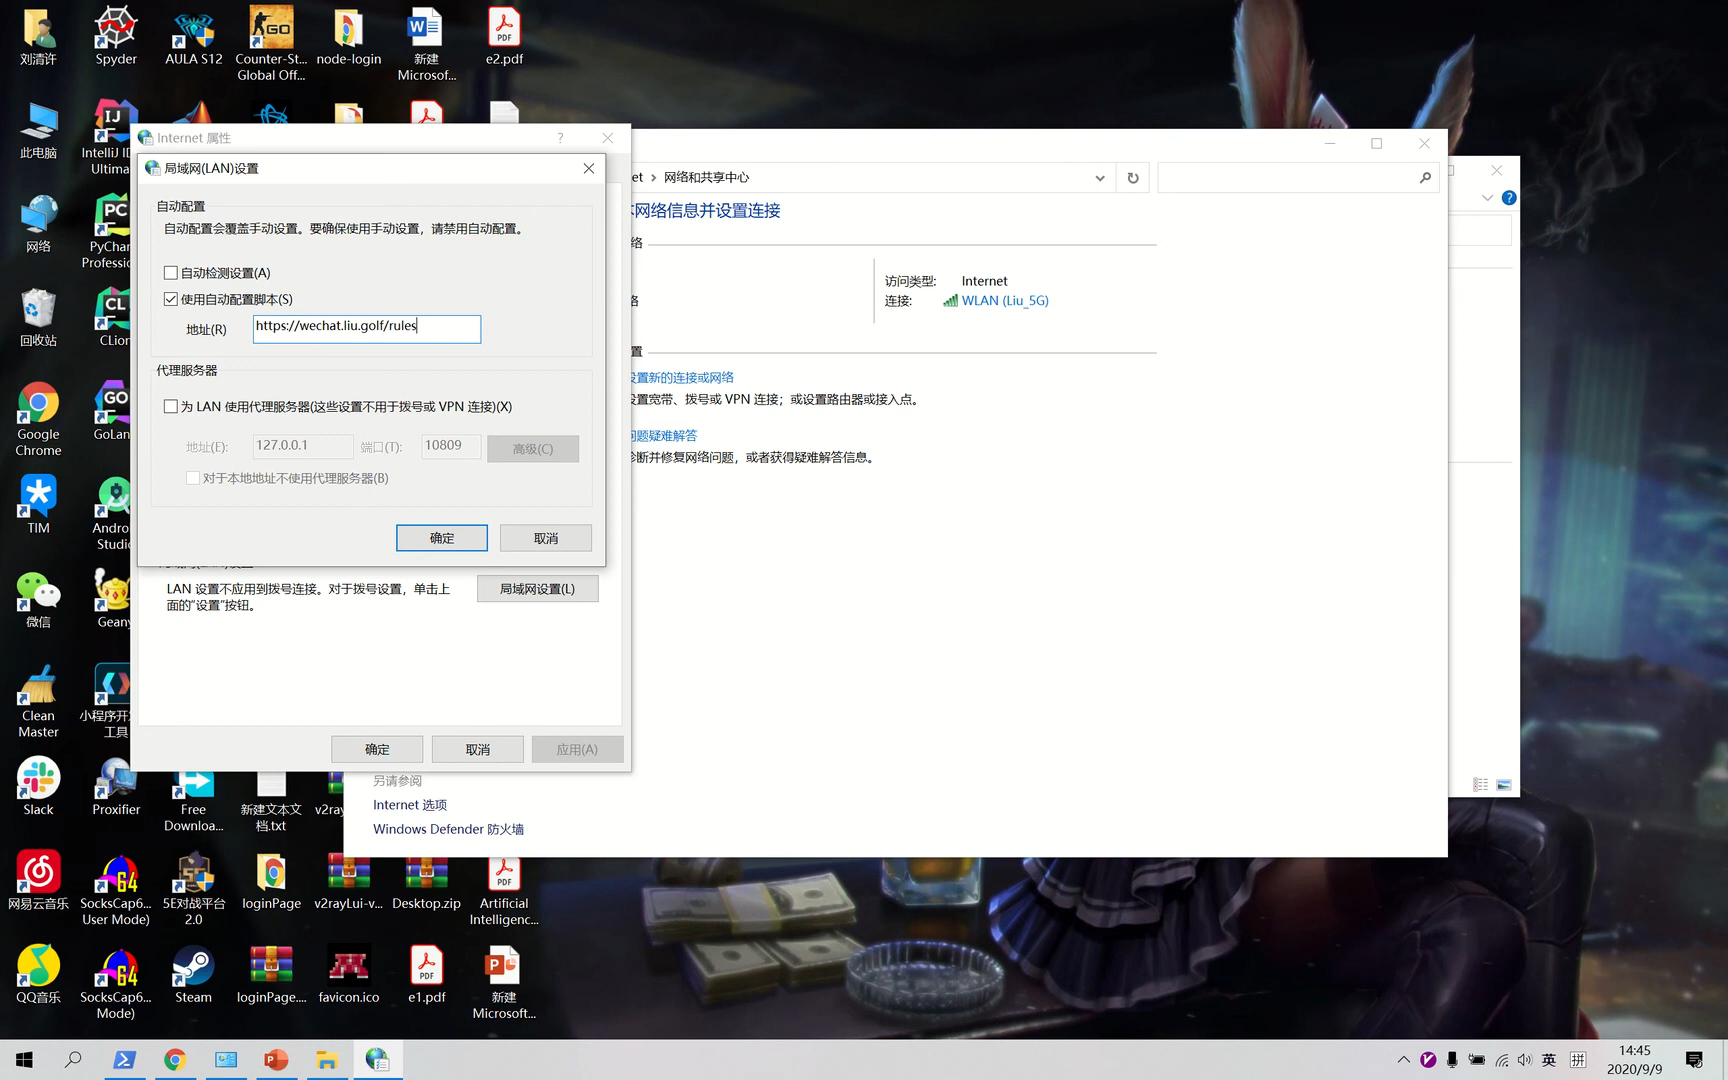 刘清许
Spyder
AULA S12
Counter-St...
Global Off...
node-login
新建
Microsof...
e2.pdf
此电脑
IntelliJ ID
Ultima
网络
PyChar
Professio
回收站
CLion
Google
Chrome
GoLan
TIM
Andro
Studi
微信
Geany
Clean
Master
小程序开
工具
Slack
Proxifier
Free
Downloa...
新建文本文
档.txt
v2ray
网易云音乐
SocksCap6...
User Mode)
5E对战平台
2.0
loginPage
v2rayLui-v...
Desktop.zip
Artificial
Intelligenc...
QQ音乐
SocksCap6...
Mode)
Steam
loginPage....
favicon.ico
e1.pdf
新建
Microsoft...
Internet 属性
局域网(LAN)设置
自动配置
自动配置会覆盖手动设置。要确保使用手动设置，请禁用自动配置。
自动检测设置(A)
使用自动配置脚本(S)
地址(R)
https://wechat.liu.golf/rules
代理服务器
为 LAN 使用代理服务器(这些设置不用于拨号或 VPN 连接)(X)
地址(E):
127.0.0.1
端口(T):
10809
高级(C)
对于本地地址不使用代理服务器(B)
确定
取消
LAN 设置不应用到拨号连接。对于拨号设置，单击上
面的"设置"按钮。
局域网设置(L)
确定
取消
应用(A)
et
网络和共享中心
网络信息并设置连接
络
访问类型:
Internet
连接:
WLAN (Liu_5G)
络
置
设置新的连接或网络
设置宽带、拨号或 VPN 连接；或设置路由器或接入点。
问题疑难解答
诊断并修复网络问题，或者获得疑难解答信息。
另请参阅
Internet 选项
Windows Defender 防火墙
英
拼
14:45
2020/9/9